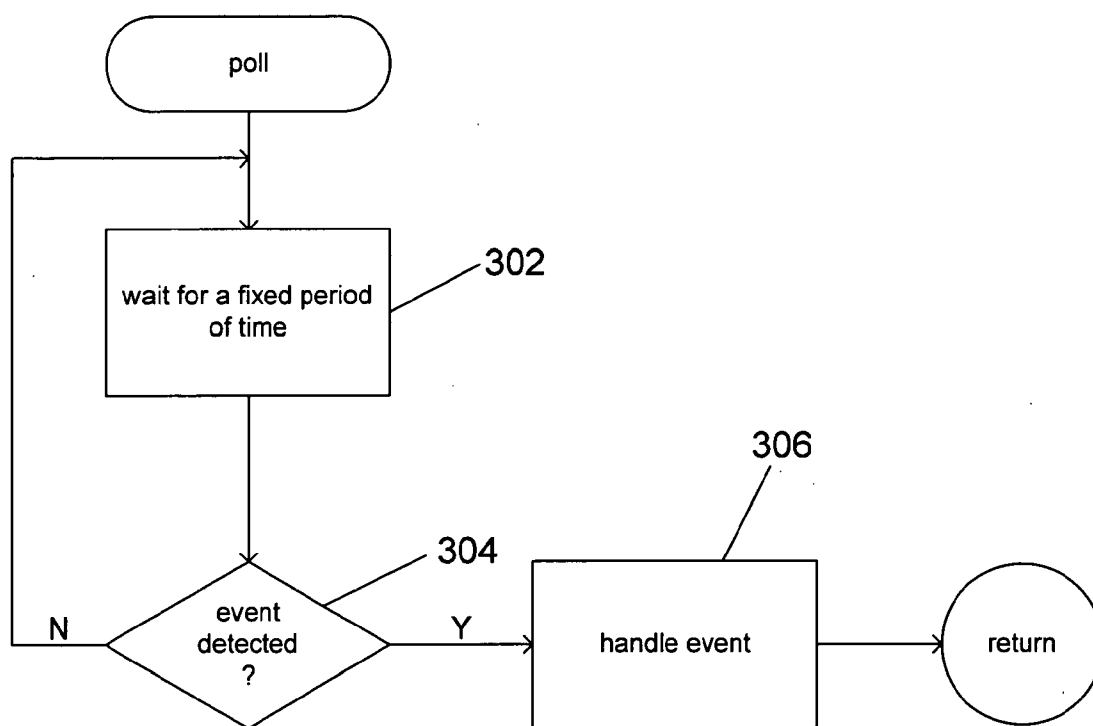 poll
302
wait for a fixed period
of time
306
304
event
detected
?
N
Y
handle event
return